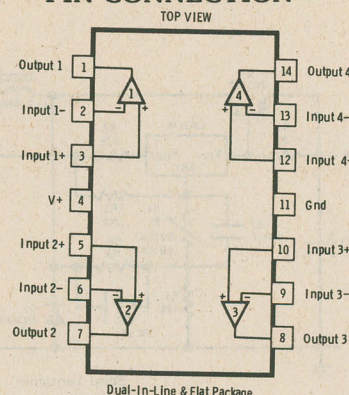 PIN CONNECTION
TOP VIEW
Output 1 1
Input 1- 2
Input 1+ 3
V+ 4
Input 2+ 5
Input 2- 6
Output 2 7
14 Output 4
13 Input 4-
12 Input 4+
11 Gnd
10 Input 3+
9 Input 3-
8 Output 3
1 - +
4 - +
2 - +
3 + -
Dual-In-Line & Flat Package